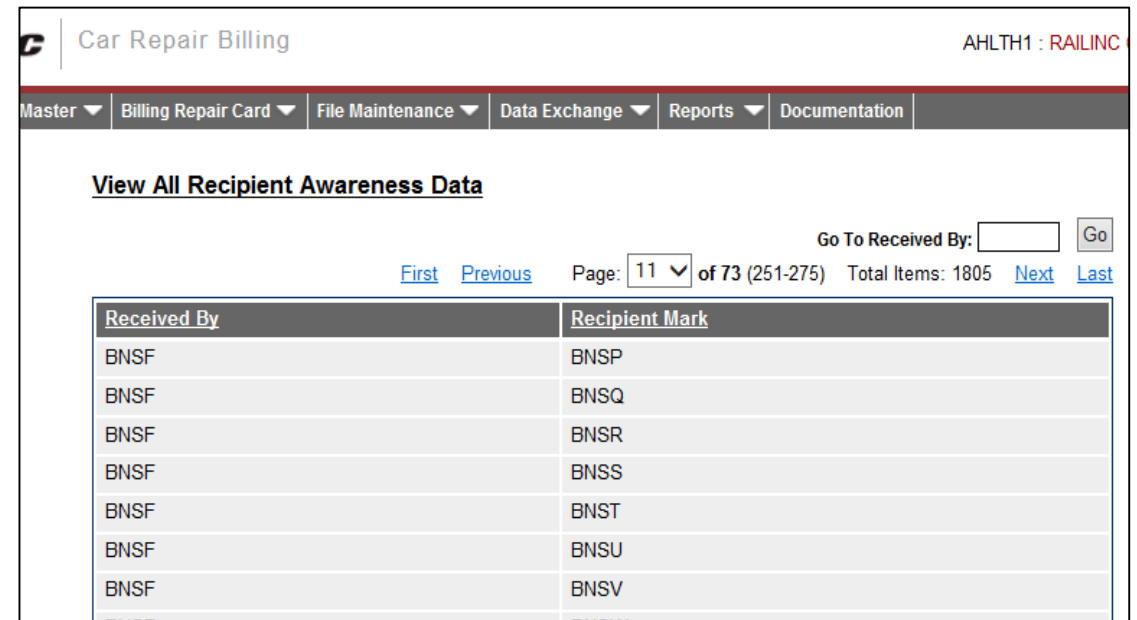 Car Repair Billing
AHLTH1 : RAILINC
Master Billing Repair Card File Maintenance Data Exchange Reports Documentation
View All Recipient Awareness Data
Go To Received By: Go
First Previous Page: 11 of 73 (251-275) Total Items: 1805 Next Last
Received By Recipient Mark
BNSF BNSP
BNSF BNSQ
BNSF BNSR
BNSF BNSS
BNSF BNST
BNSF BNSU
BNSF BNSV